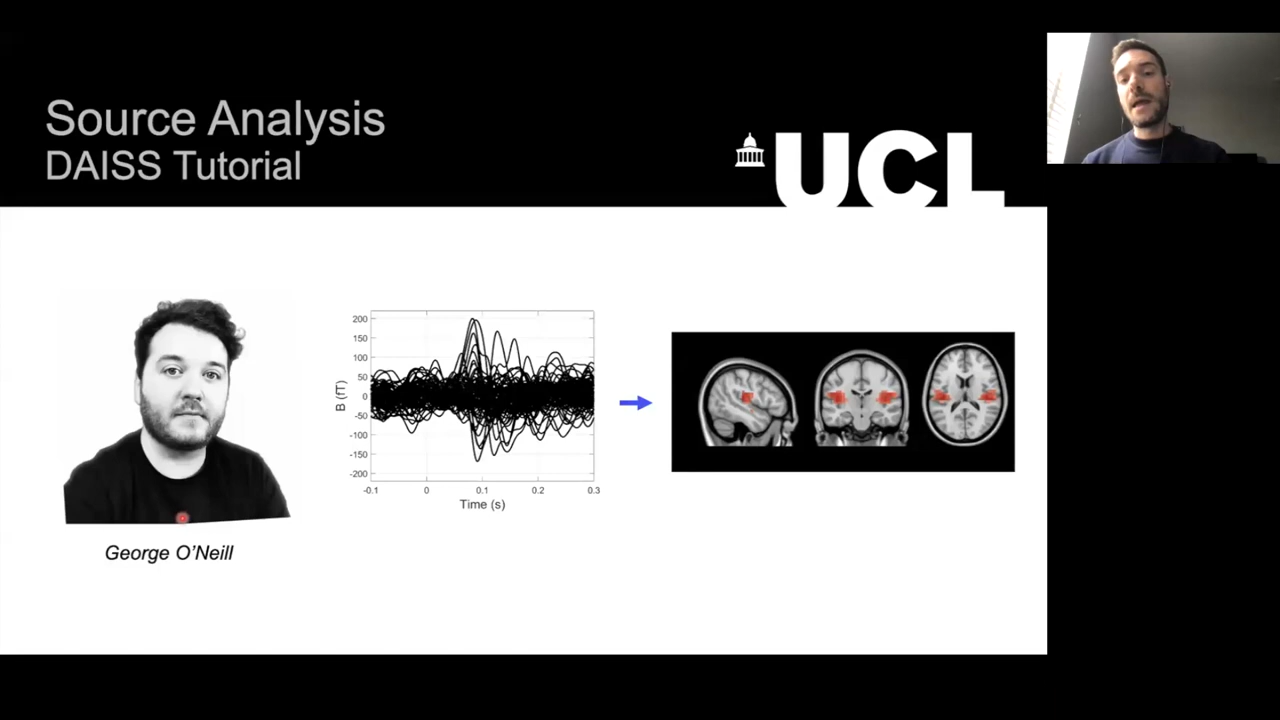 Source Analysis
DAISS Tutorial
UCL
200
150
100
50
0
-50
-100
-150
-200
B (fT)
-0.1 0 0.1 0.2 0.3
Time (s)
George O'Neill